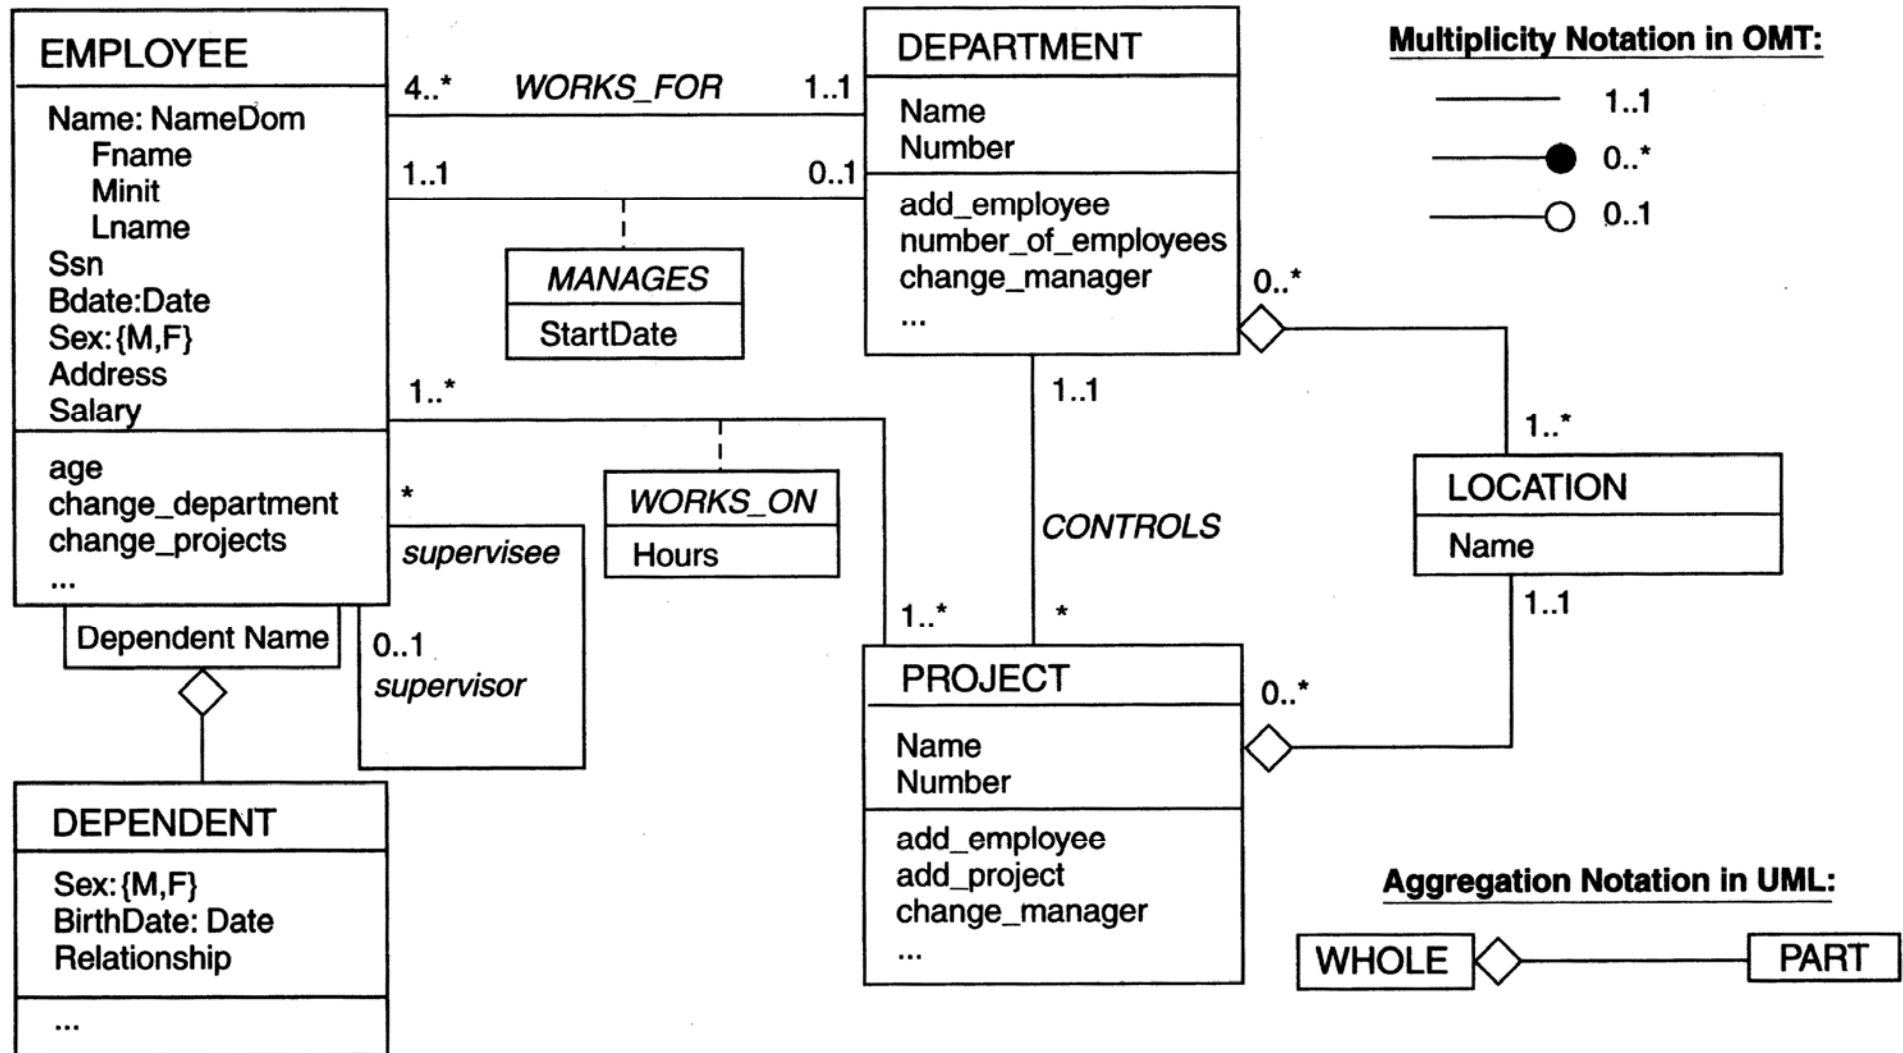 EMPLOYEE
Name: NameDom
Fname
Minit
Lname
Ssn
Bdate:Date
Sex:{M,F}
Address
Salary
age
change_department
change_projects
...
Dependent Name
DEPENDENT
Sex:{M,F}
BirthDate: Date
Relationship
...
4..* WORKS_FOR 1..1
1..1 0..1
MANAGES
StartDate
1..*
WORKS_ON
Hours
1..*
*
supervisee
0..1
supervisor
DEPARTMENT
Name
Number
add_employee
number_of_employees
change_manager
...
1..1
CONTROLS
*
PROJECT
Name
Number
add_employee
add_project
change_manager
...
0..*
1..*
LOCATION
Name
1..1
0..*
Multiplicity Notation in OMT:
1..1
0..*
0..1
Aggregation Notation in UML:
WHOLE PART